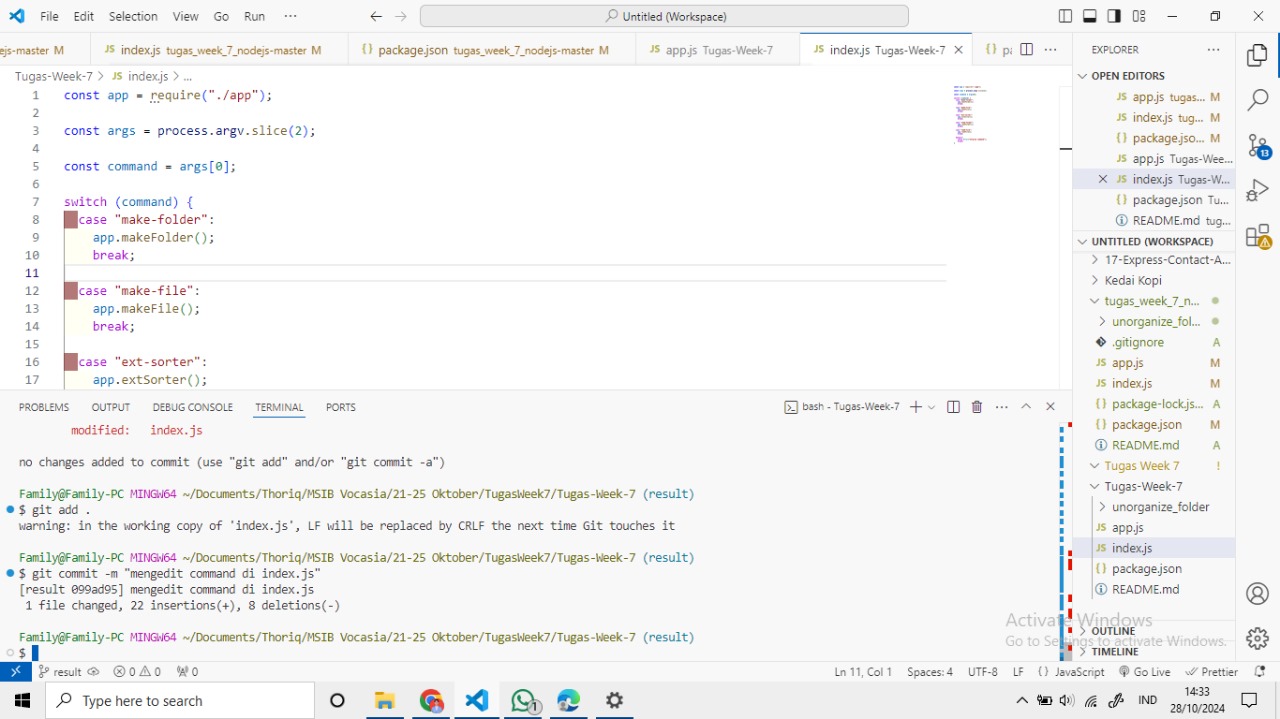 File Edit Selection View Go Run ··· Untitled (Workspace)
ejs-master M index.js tugas_week_7_nodejs-master M package.json tugas_week_7_nodejs-master M app.js Tugas-Week-7 index.js Tugas-Week-7
Tugas-Week-7 > JS index.js > ...
1 const app = require("./app");
2
3 const args = process.argv.slice(2);
4
5 const command = args[0];
6
7 switch (command) {
8 case "make-folder":
9 app.makeFolder();
10 break;
11
12 case "make-file":
13 app.makeFile();
14 break;
15
16 case "ext-sorter":
17 app.extSorter();
PROBLEMS OUTPUT DEBUG CONSOLE TERMINAL PORTS bash - Tugas-Week-7
modified: index.js
no changes added to commit (use "git add" and/or "git commit -a")
Family@Family-PC MINGW64 ~/Documents/Thoriq/MSIB Vocasia/21-25 Oktober/TugasWeek7/Tugas-Week-7 (result)
$ git add .
warning: in the working copy of 'index.js', LF will be replaced by CRLF the next time Git touches it
Family@Family-PC MINGW64 ~/Documents/Thoriq/MSIB Vocasia/21-25 Oktober/TugasWeek7/Tugas-Week-7 (result)
$ git commit -m "mengedit command di index.js"
[result 099ad95] mengedit command di index.js
1 file changed, 22 insertions(+), 8 deletions(-)
Family@Family-PC MINGW64 ~/Documents/Thoriq/MSIB Vocasia/21-25 Oktober/TugasWeek7/Tugas-Week-7 (result)
$
EXPLORER
OPEN EDITORS
JS app.js tugas... M
JS index.js tug... M
{} package.jso... M
JS app.js Tugas-Wee...
JS index.js Tugas-W...
{} package.json Tu...
README.md tug...
UNTITLED (WORKSPACE)
17-Express-Contact-A...
Kedai Kopi
tugas_week_7_n...
unorganize_fol...
.gitignore A
JS app.js M
JS index.js M
{} package-lock.js... A
{} package.json M
README.md A
Tugas Week 7 !
Tugas-Week-7
unorganize_folder
JS app.js
JS index.js
{} package.json
README.md
OUTLINE
TIMELINE
13
Activate Windows
Go to Settings to activate Windows.
result 0 0 0 Ln 11, Col 1 Spaces: 4 UTF-8 LF {} JavaScript Go Live Prettier
Type here to search 1 IND 14:33
28/10/2024